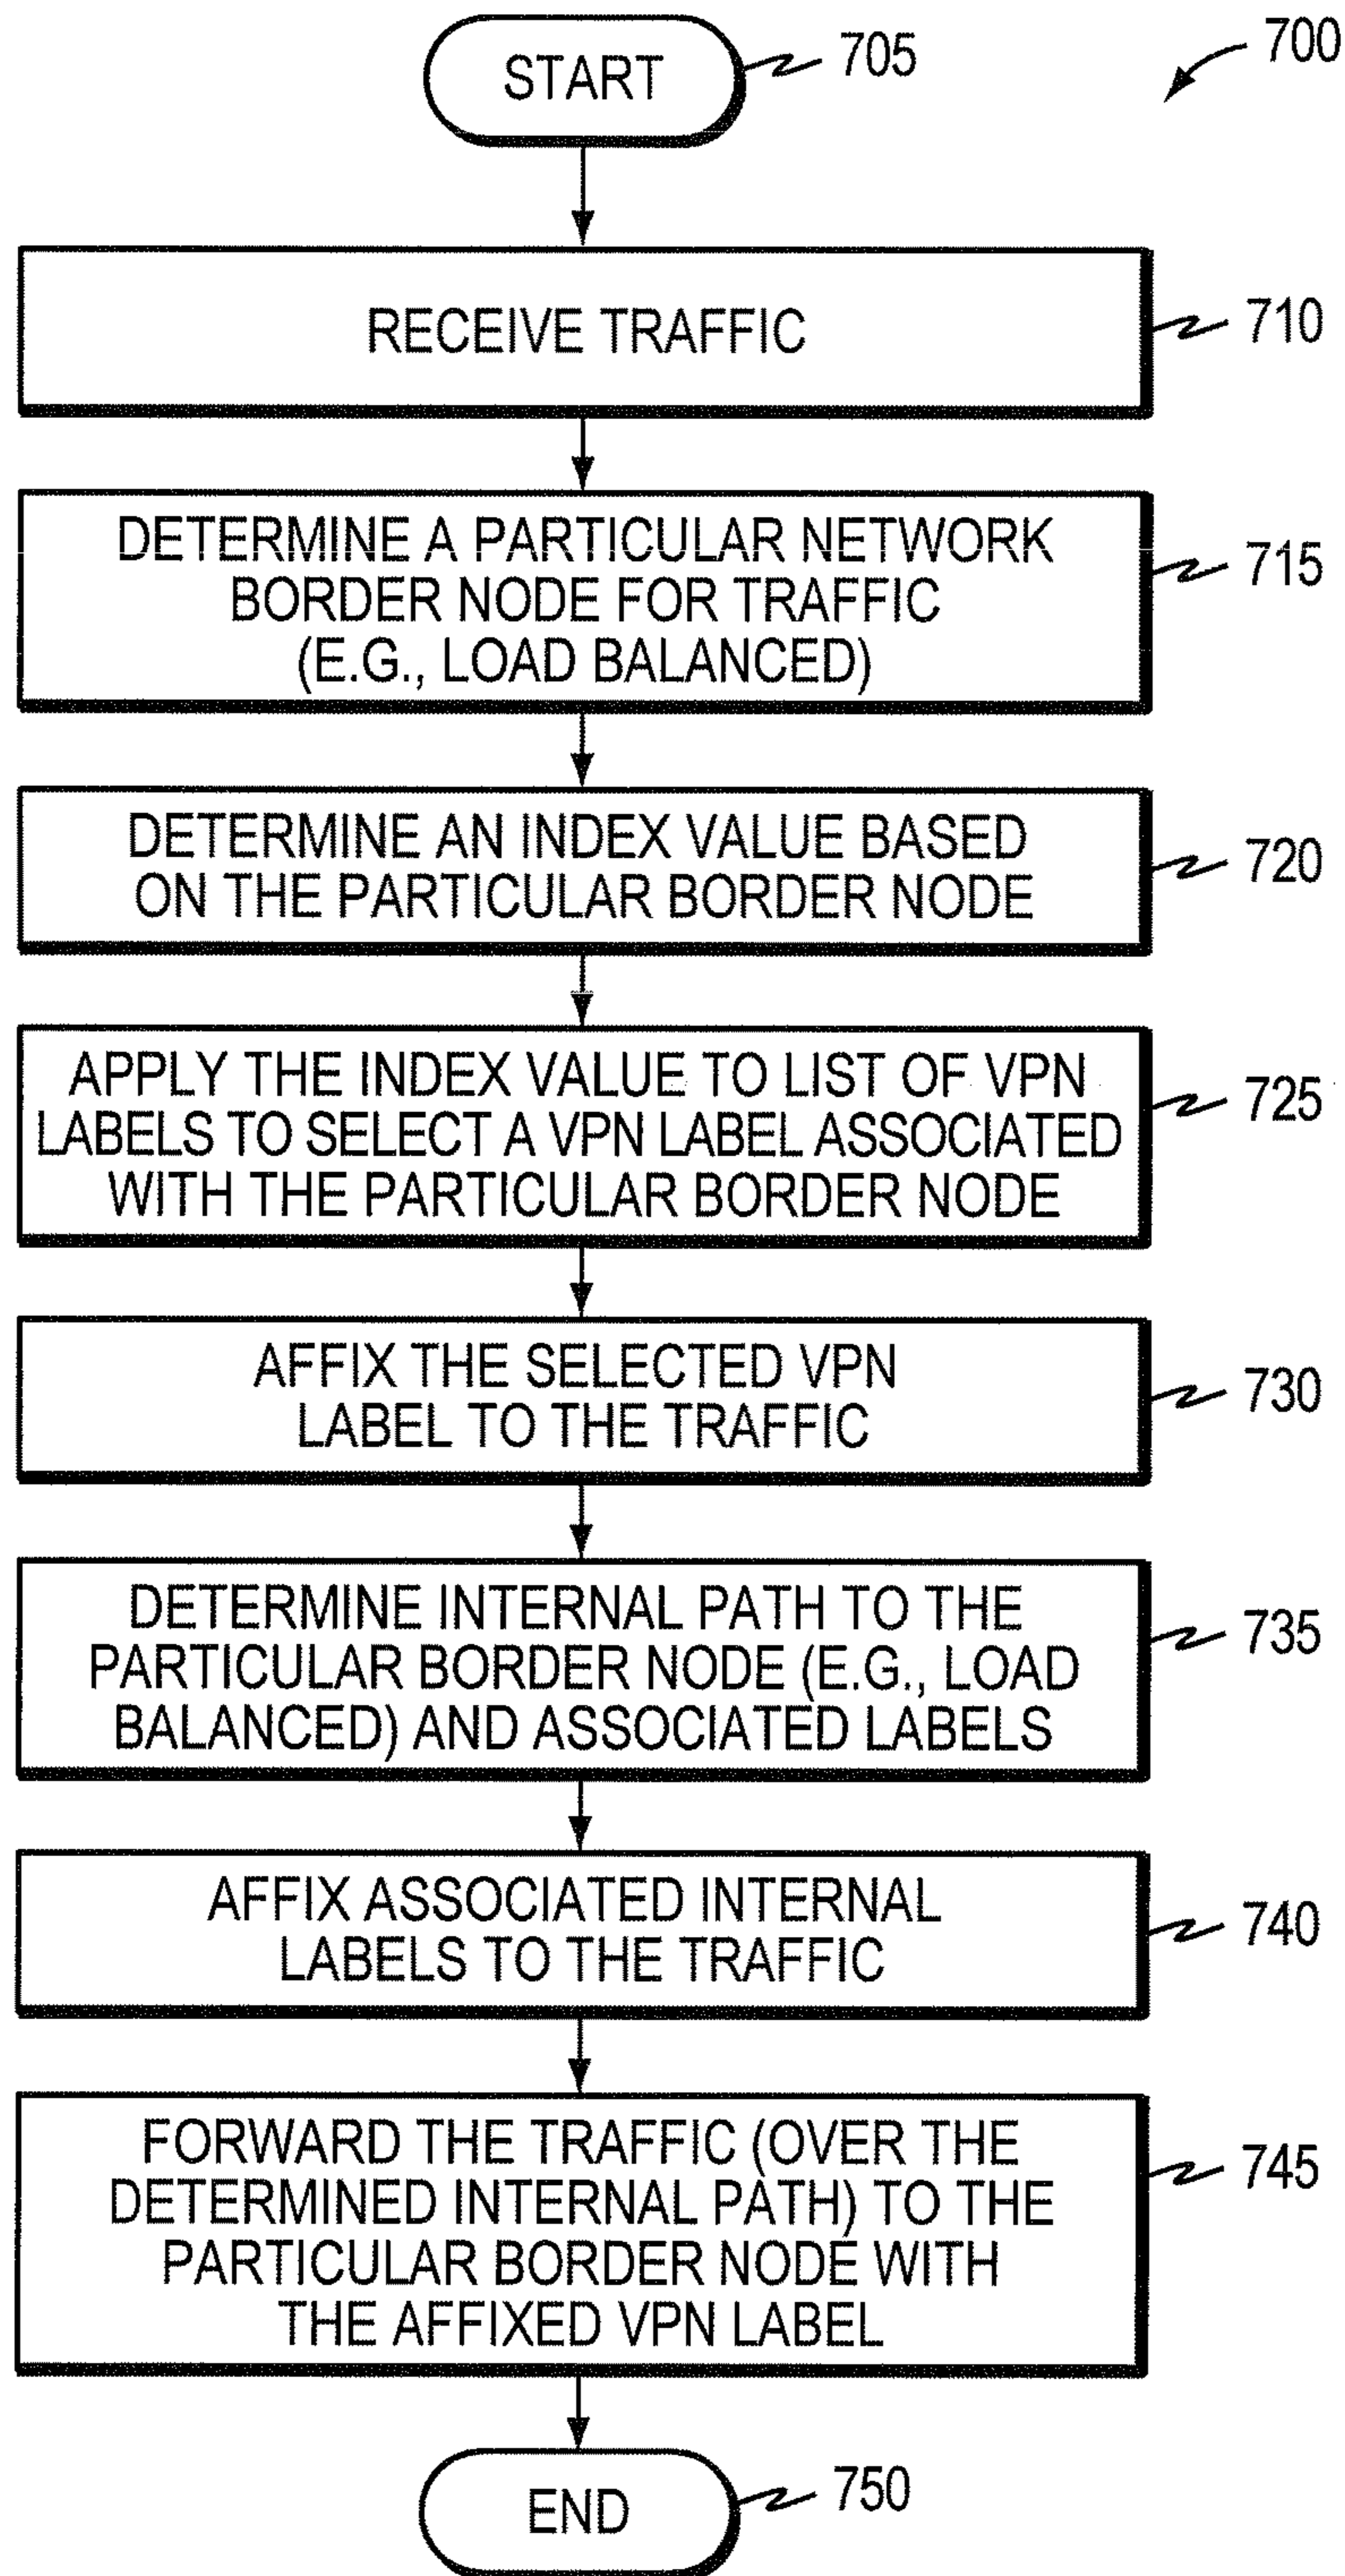 START
705
700
RECEIVE TRAFFIC
710
DETERMINE A PARTICULAR NETWORK
BORDER NODE FOR TRAFFIC
(E.G., LOAD BALANCED)
715
DETERMINE AN INDEX VALUE BASED
ON THE PARTICULAR BORDER NODE
720
APPLY THE INDEX VALUE TO LIST OF VPN
LABELS TO SELECT A VPN LABEL ASSOCIATED
WITH THE PARTICULAR BORDER NODE
725
AFFIX THE SELECTED VPN
LABEL TO THE TRAFFIC
730
DETERMINE INTERNAL PATH TO THE
PARTICULAR BORDER NODE (E.G., LOAD
BALANCED) AND ASSOCIATED LABELS
735
AFFIX ASSOCIATED INTERNAL
LABELS TO THE TRAFFIC
740
FORWARD THE TRAFFIC (OVER THE
DETERMINED INTERNAL PATH) TO THE
PARTICULAR BORDER NODE WITH
THE AFFIXED VPN LABEL
745
END
750